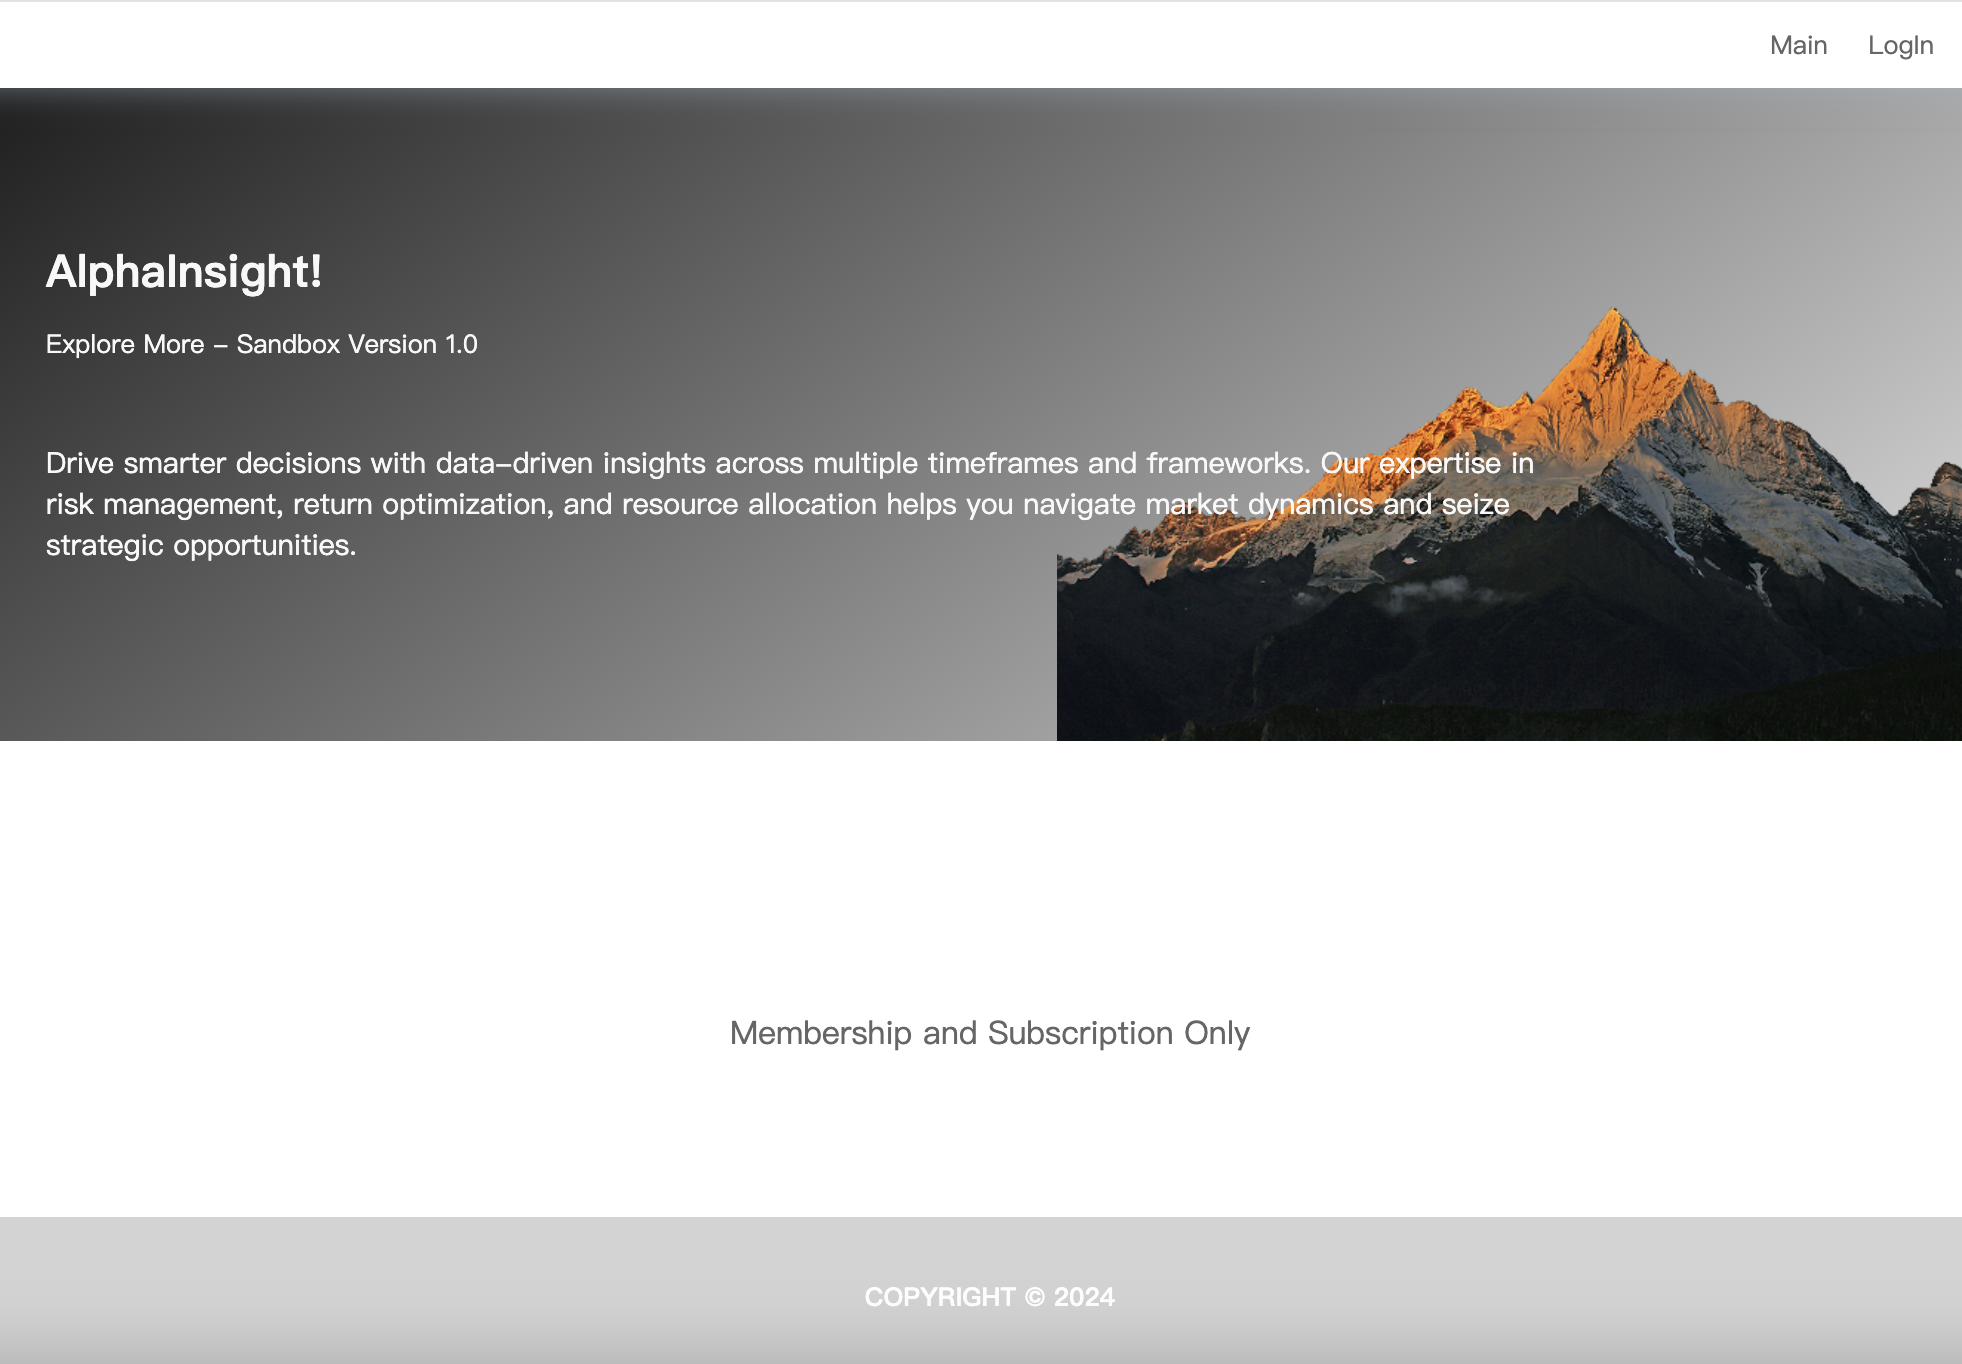 Main LogIn
AlphaInsight!
Explore More – Sandbox Version 1.0
Drive smarter decisions with data–driven insights across multiple timeframes and frameworks. Our expertise in
risk management, return optimization, and resource allocation helps you navigate market dynamics and seize
strategic opportunities.
Membership and Subscription Only
COPYRIGHT © 2024